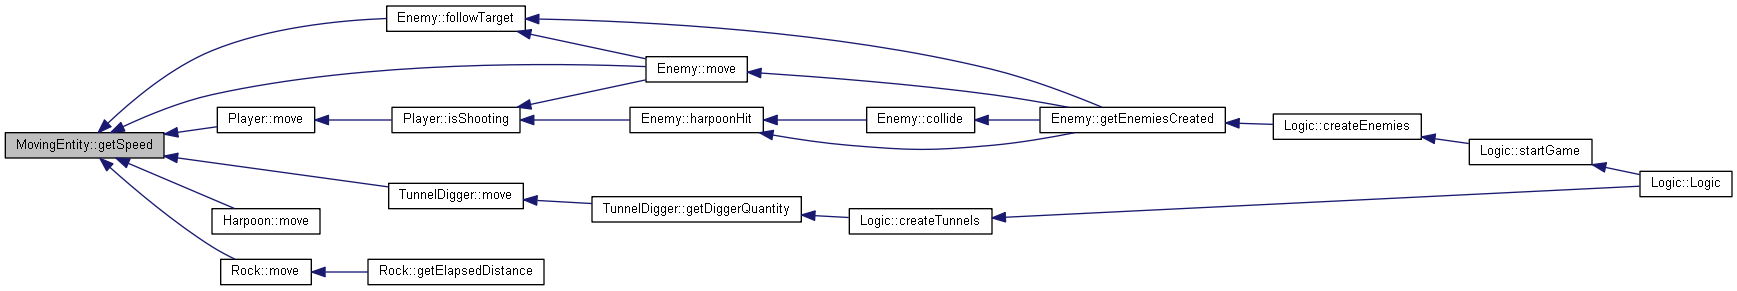 Enemy::followTarget
Enemy::move
Player::move
Player::isShooting
Enemy::harpoonHit
Enemy::collide
Enemy::getEnemiesCreated
Logic::createEnemies
MovingEntity::getSpeed
Logic::startGame
Logic::Logic
TunnelDigger::move
TunnelDigger::getDiggerQuantity
Harpoon::move
Logic::createTunnels
Rock::move
Rock::getElapsedDistance